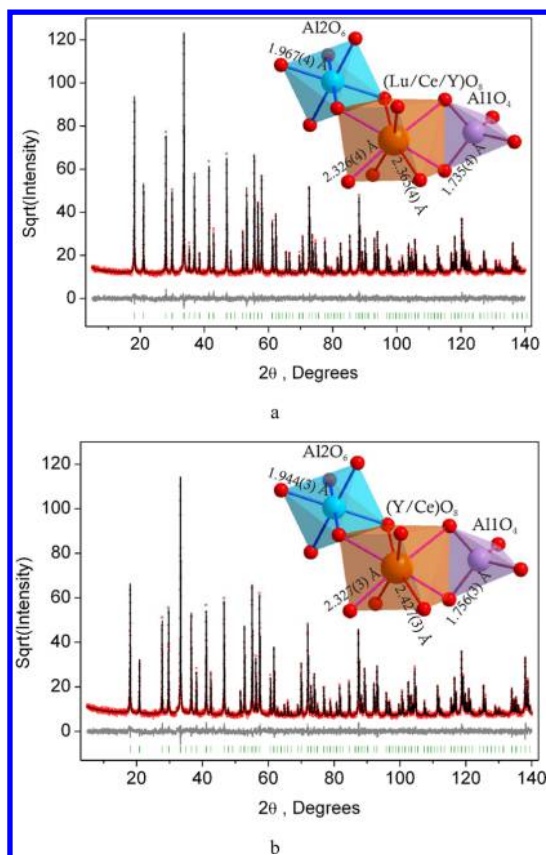 120
100
80
60
40
20
0
Sqrt(Intensity)
1.967(4) Å
Al2O₆
(Lu/Ce/Y)O₈
Al1O₄
2.326(4) Å
2.365(4) Å
1.735(4) Å
20 40 60 80 100 120 140
2θ , Degrees
a
120
100
80
60
40
20
0
Sqrt(Intensity)
Al2O₆
1.944(3) Å
(Y/Ce)O₈
Al1O₄
2.327(3) Å
2.427(3) Å
1.756(3) Å
20 40 60 80 100 120 140
2θ , Degrees
b